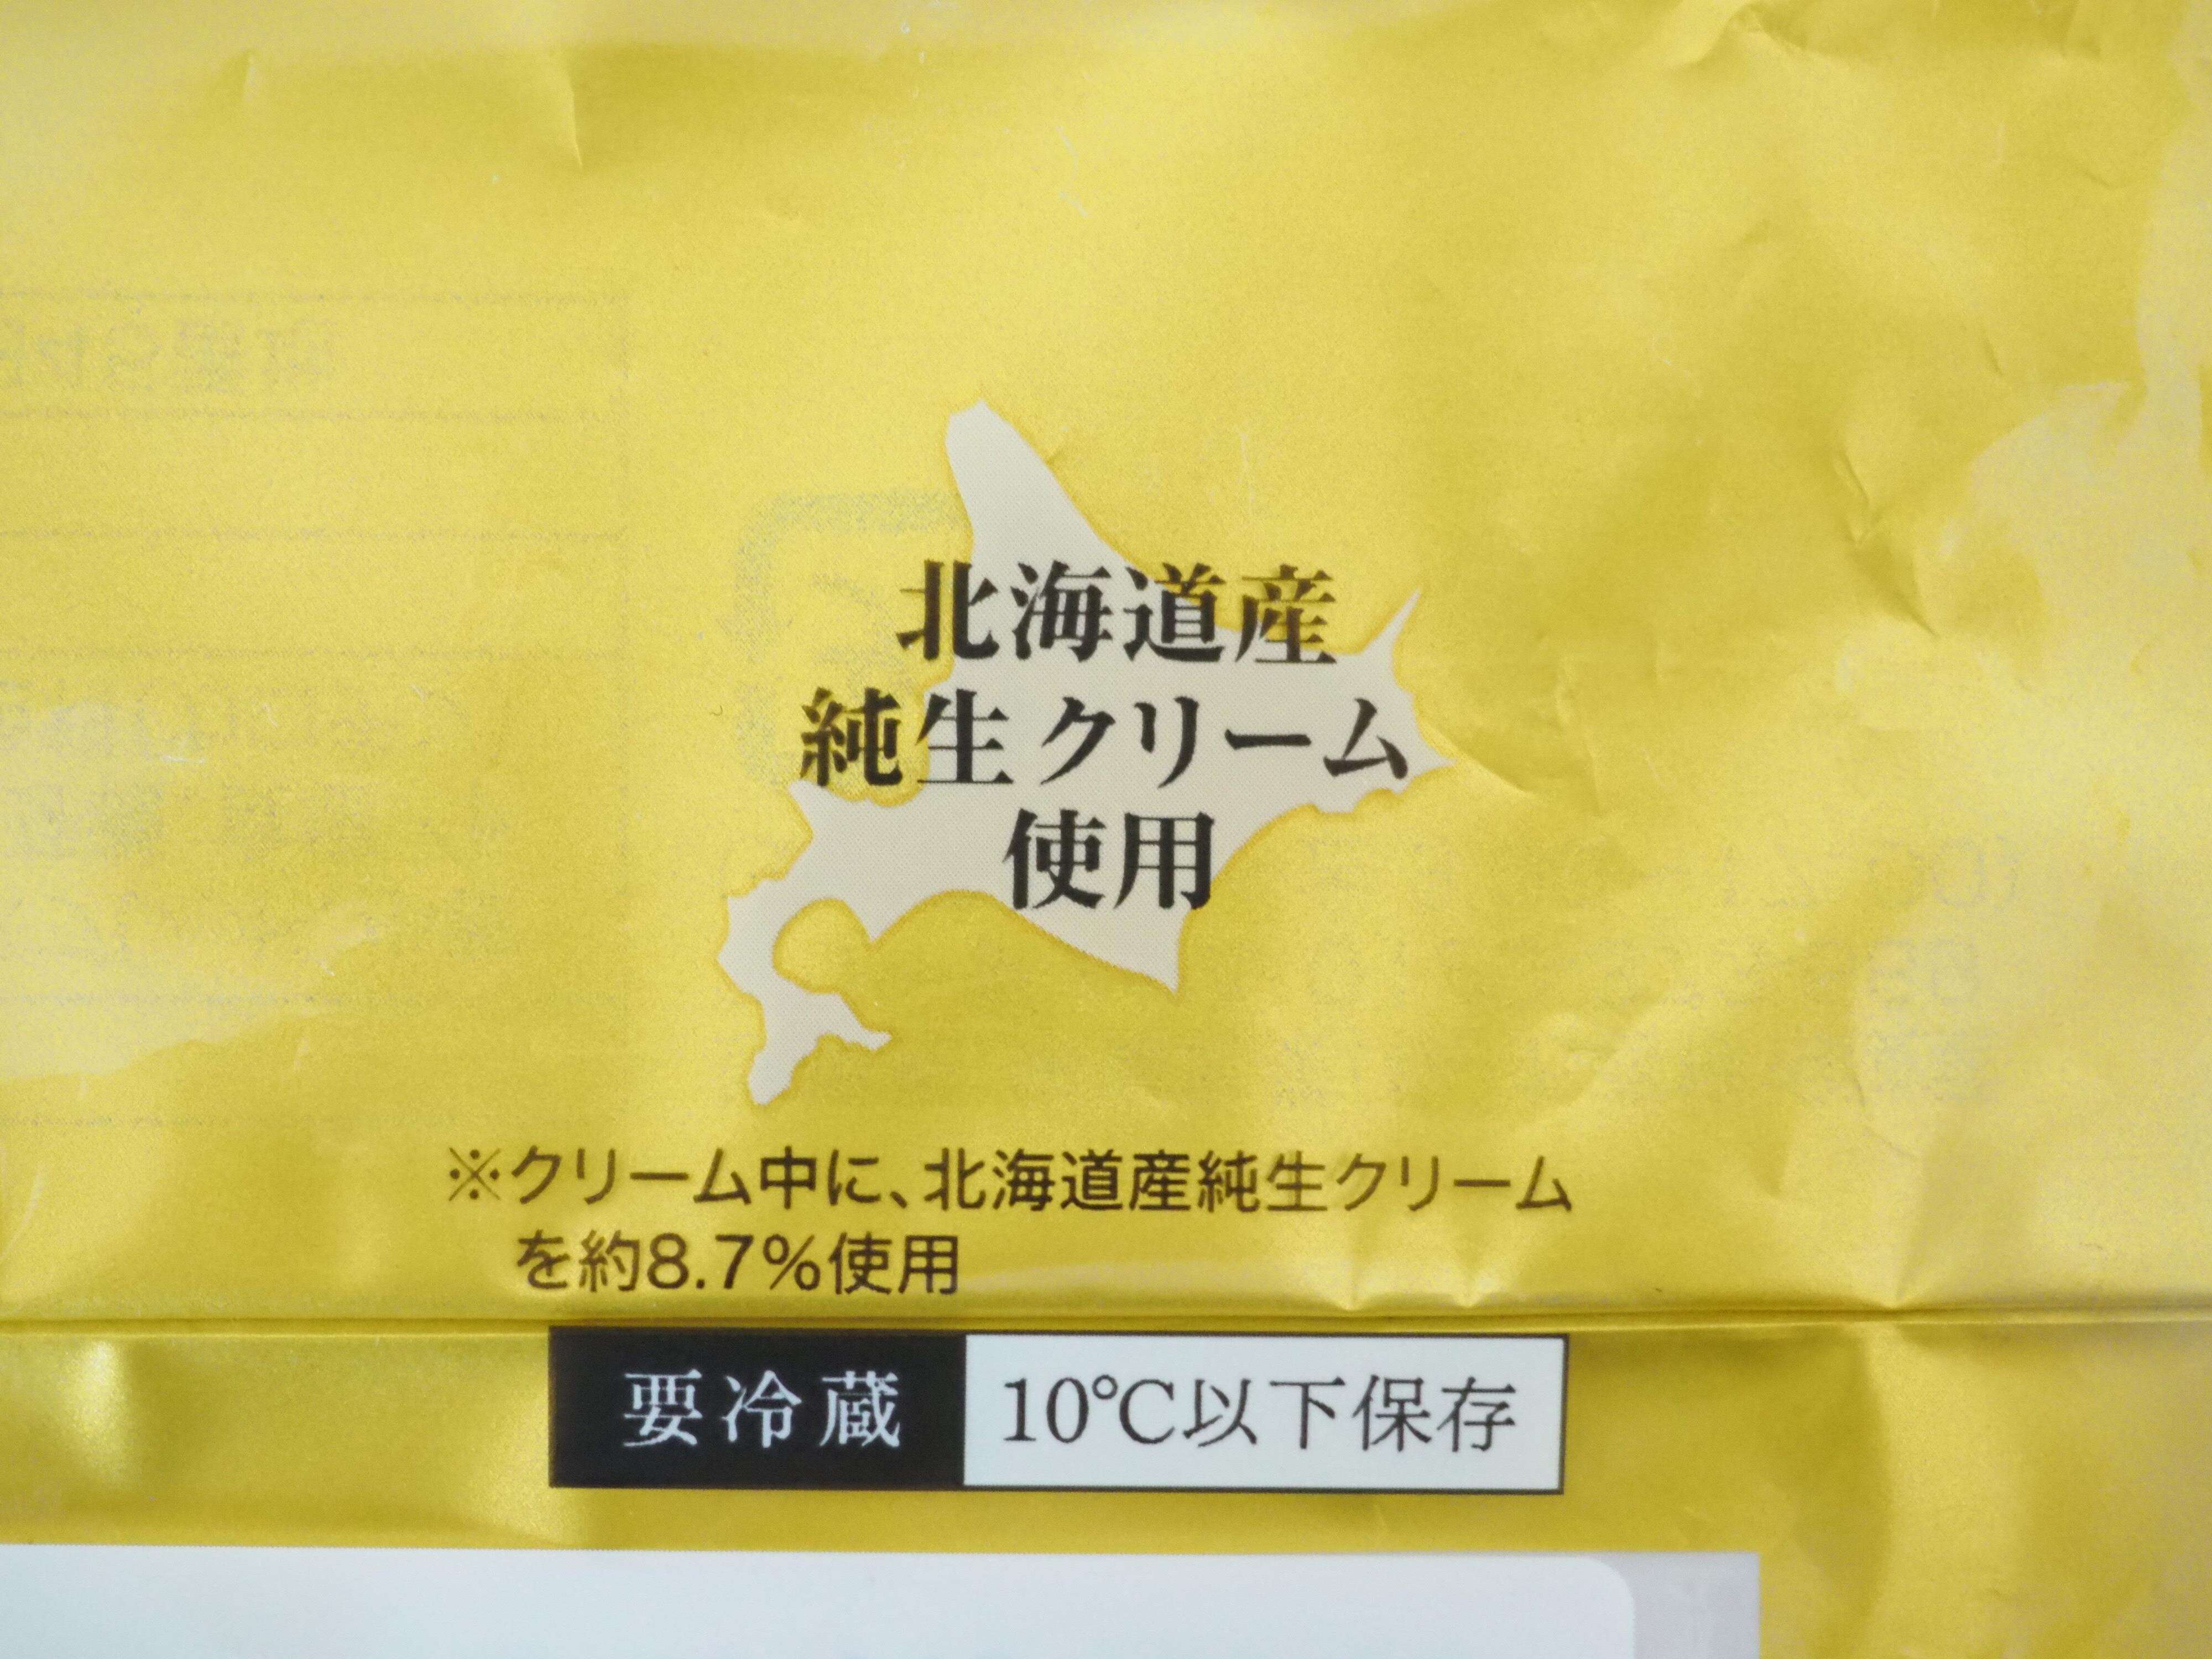 北海道産
純生クリーム
使用
※クリーム中に、北海道産純生クリーム
を約8.7%使用
要冷蔵 10℃以下保存